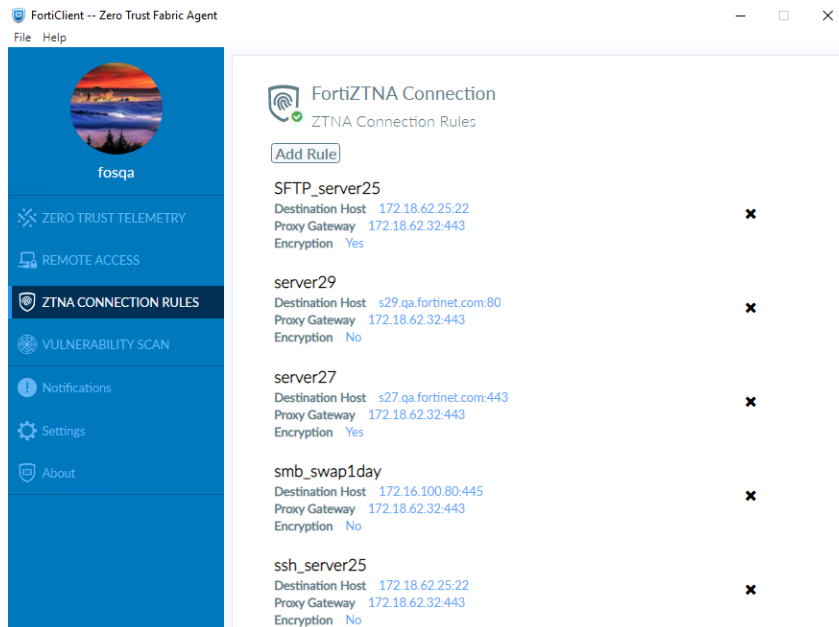 FortiClient -- Zero Trust Fabric Agent
File Help
fosqa
ZERO TRUST TELEMETRY
REMOTE ACCESS
ZTNA CONNECTION RULES
VULNERABILITY SCAN
Notifications
Settings
About
FortiZTNA Connection
ZTNA Connection Rules
Add Rule
SFTP_server25
Destination Host 172.18.62.25:22
Proxy Gateway 172.18.62.32:443
Encryption Yes
server29
Destination Host s29.qa.fortinet.com:80
Proxy Gateway 172.18.62.32:443
Encryption No
server27
Destination Host s27.qa.fortinet.com:443
Proxy Gateway 172.18.62.32:443
Encryption Yes
smb_swap1day
Destination Host 172.16.100.80:445
Proxy Gateway 172.18.62.32:443
Encryption No
ssh_server25
Destination Host 172.18.62.25:22
Proxy Gateway 172.18.62.32:443
Encryption No